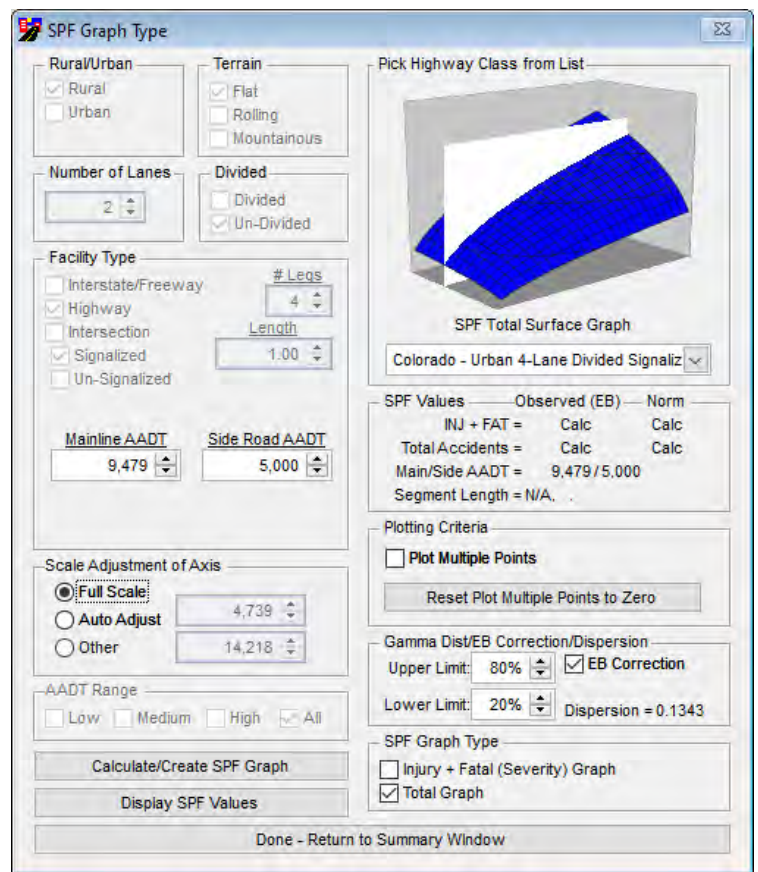 SPF Graph Type
Rural/Urban
Rural
Urban
Terrain
Flat
Rolling
Mountainous
Number of Lanes
2
Divided
Divided
Un-Divided
Facility Type
Interstate/Freeway
Highway
Intersection
Signalized
Un-Signalized
# Legs
4
Length
1.00
Mainline AADT
9,479
Side Road AADT
5,000
Scale Adjustment of Axis
Full Scale
Auto Adjust
Other
4,739
14,218
AADT Range
Low Medium High All
Calculate/Create SPF Graph
Display SPF Values
Pick Highway Class from List
SPF Total Surface Graph
Colorado - Urban 4-Lane Divided Signaliz
SPF Values Observed (EB) Norm
INJ + FAT = Calc Calc
Total Accidents = Calc Calc
Main/Side AADT = 9,479 / 5,000
Segment Length = N/A, .
Plotting Criteria
Plot Multiple Points
Reset Plot Multiple Points to Zero
Gamma Dist/EB Correction/Dispersion
Upper Limit: 80% EB Correction
Lower Limit: 20% Dispersion = 0.1343
SPF Graph Type
Injury + Fatal (Severity) Graph
Total Graph
Done - Return to Summary Window